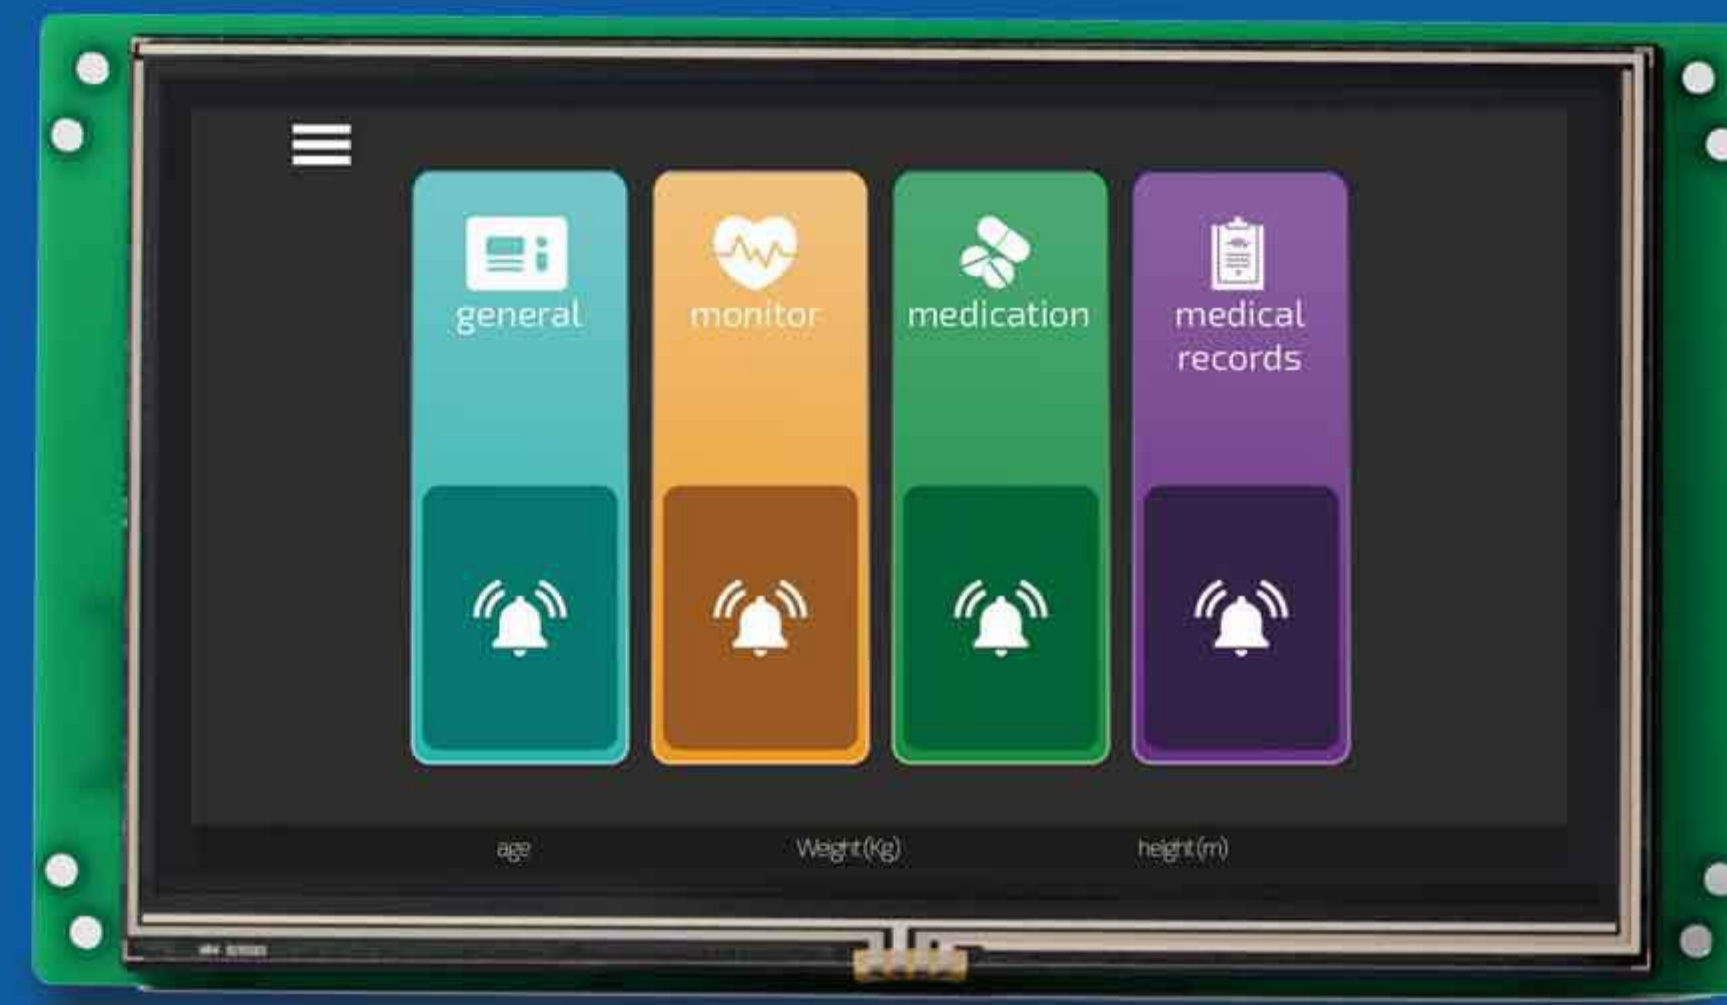 general
monitor
medication
medical
records
age
Weight (Kg)
height (m)